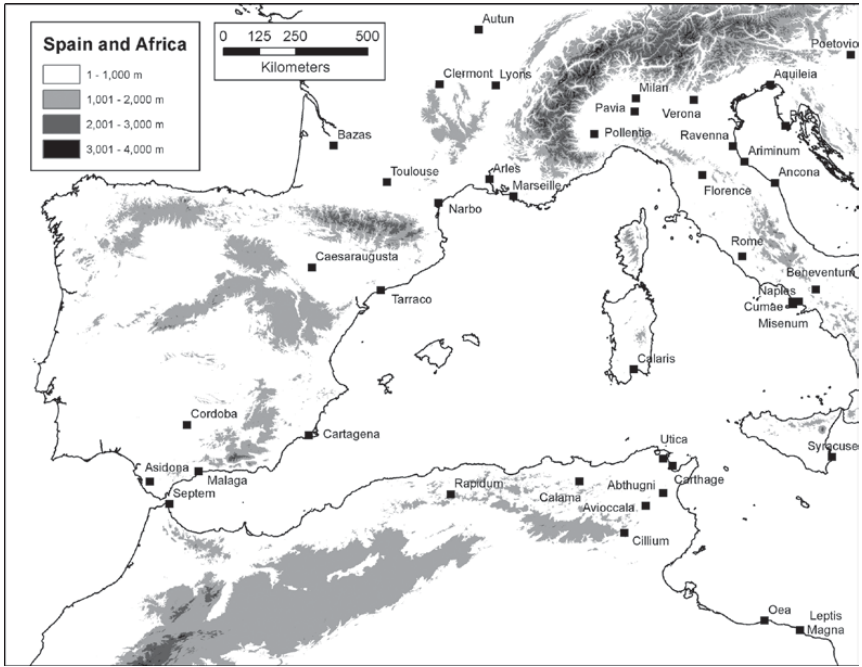 Spain and Africa
1 - 1,000 m
1,001 - 2,000 m
2,001 - 3,000 m
3,001 - 4,000 m
0 125 250 500
Kilometers
Autun
Poetovio
Clermont
Lyons
Aquileia
Milan
Pavia
Verona
Bazas
Pollentia
Ravenna
Ariminum
Toulouse
Arles
Marseille
Florence
Ancona
Narbo
Rome
Caesaraugusta
Beneventum
Tarraco
Naples
Cumae
Misenum
Calaris
Cordoba
Cartagena
Utica
Syracuse
Asidona
Malaga
Rapidum
Calama
Abthugni
Carthage
Septem
Avioccala
Cillium
Oea
Leptis
Magna